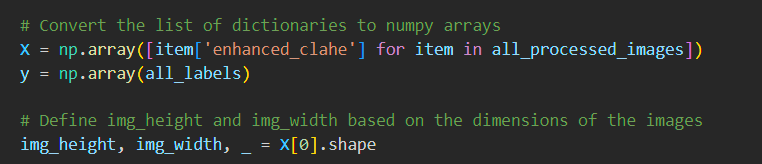 # Convert the list of dictionaries to numpy arrays
X = np.array([item['enhanced_clahe'] for item in all_processed_images])
y = np.array(all_labels)
# Define img_height and img_width based on the dimensions of the images
img_height, img_width, _ = X[0].shape